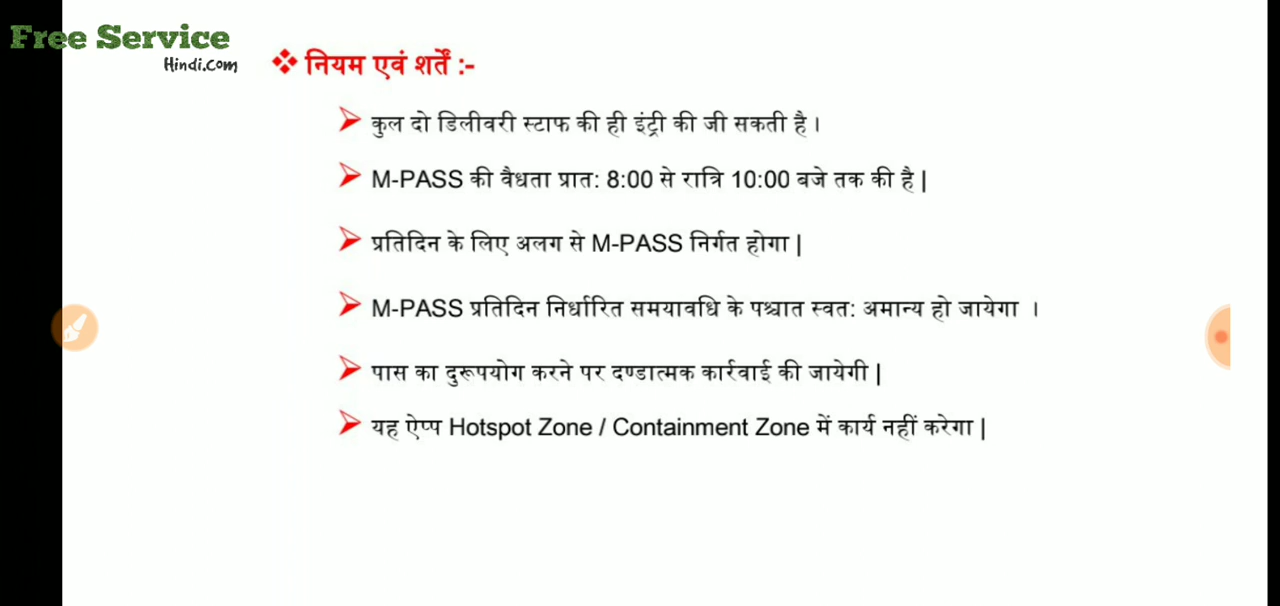 Free Service
Hindi.com
❖ नियम एवं शर्तें :-
➢ कुल दो डिलीवरी स्टाफ की ही इंट्री की जी सकती है ।
➢ M-PASS की वैधता प्रात: 8:00 से रात्रि 10:00 बजे तक की है |
➢ प्रतिदिन के लिए अलग से M-PASS निर्गत होगा |
➢ M-PASS प्रतिदिन निर्धारित समयावधि के पश्चात स्वत: अमान्य हो जायेगा ।
➢ पास का दुरूपयोग करने पर दण्डात्मक कार्रवाई की जायेगी |
➢ यह ऐप्प Hotspot Zone / Containment Zone में कार्य नहीं करेगा |